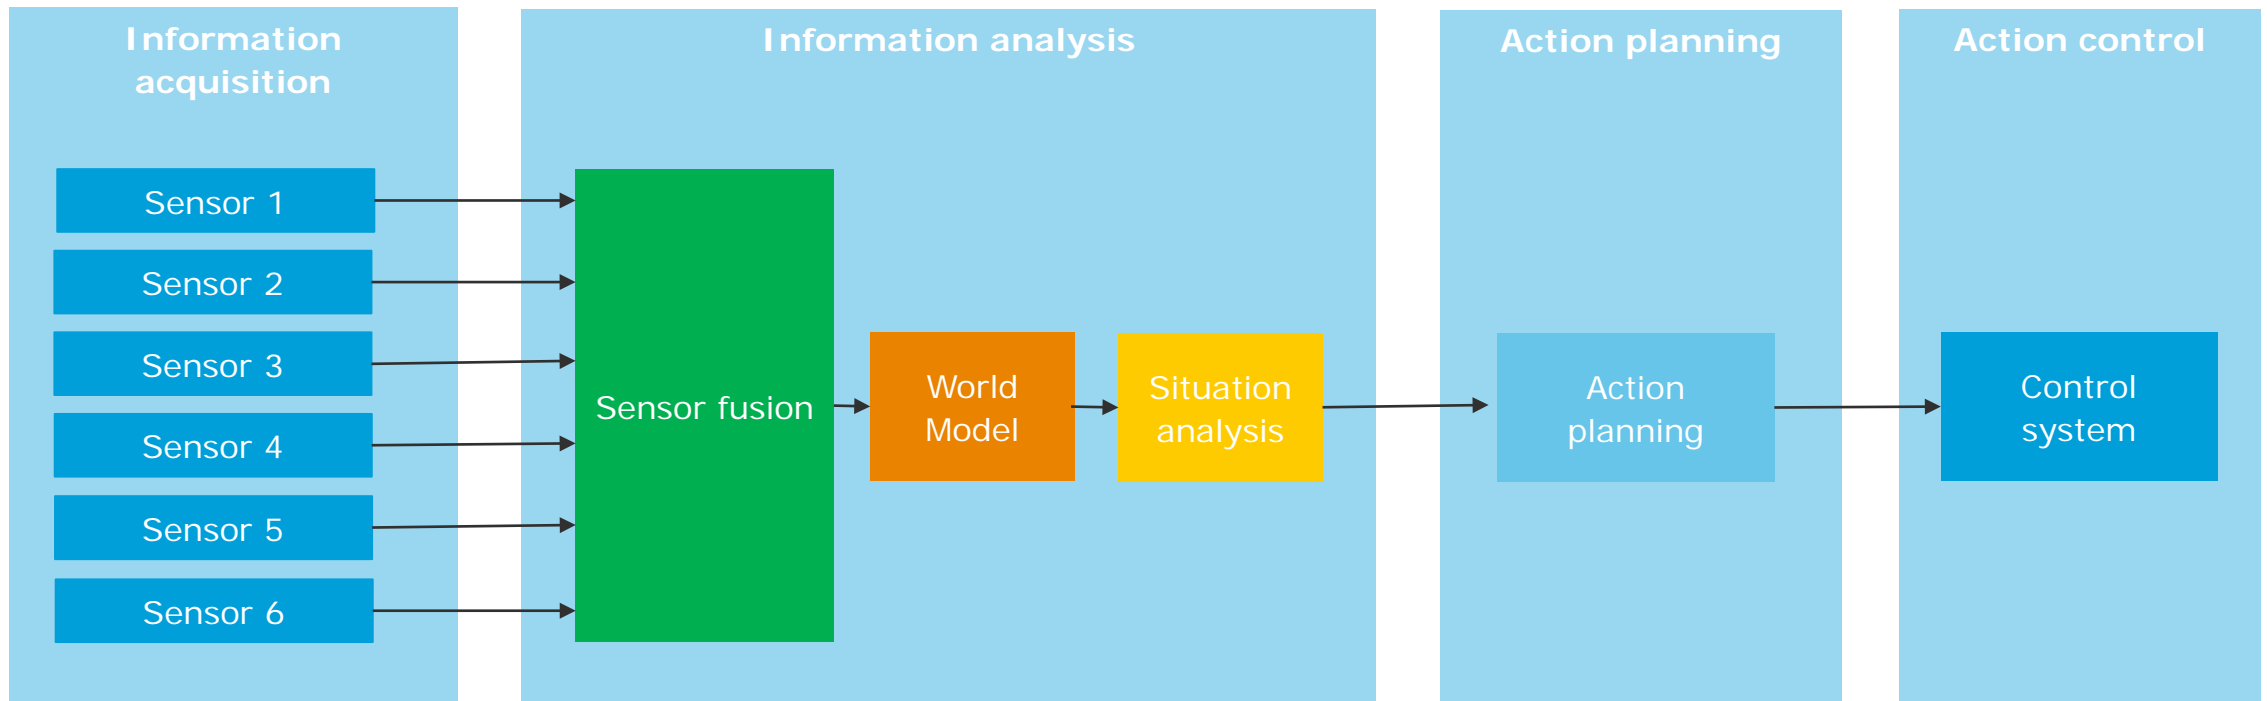 Information
acquisition
Sensor 1
Sensor 2
Sensor 3
Sensor 4
Sensor 5
Sensor 6
Information analysis
Sensor fusion
World
Model
Situation
analysis
Action planning
Action
planning
Action control
Control
system